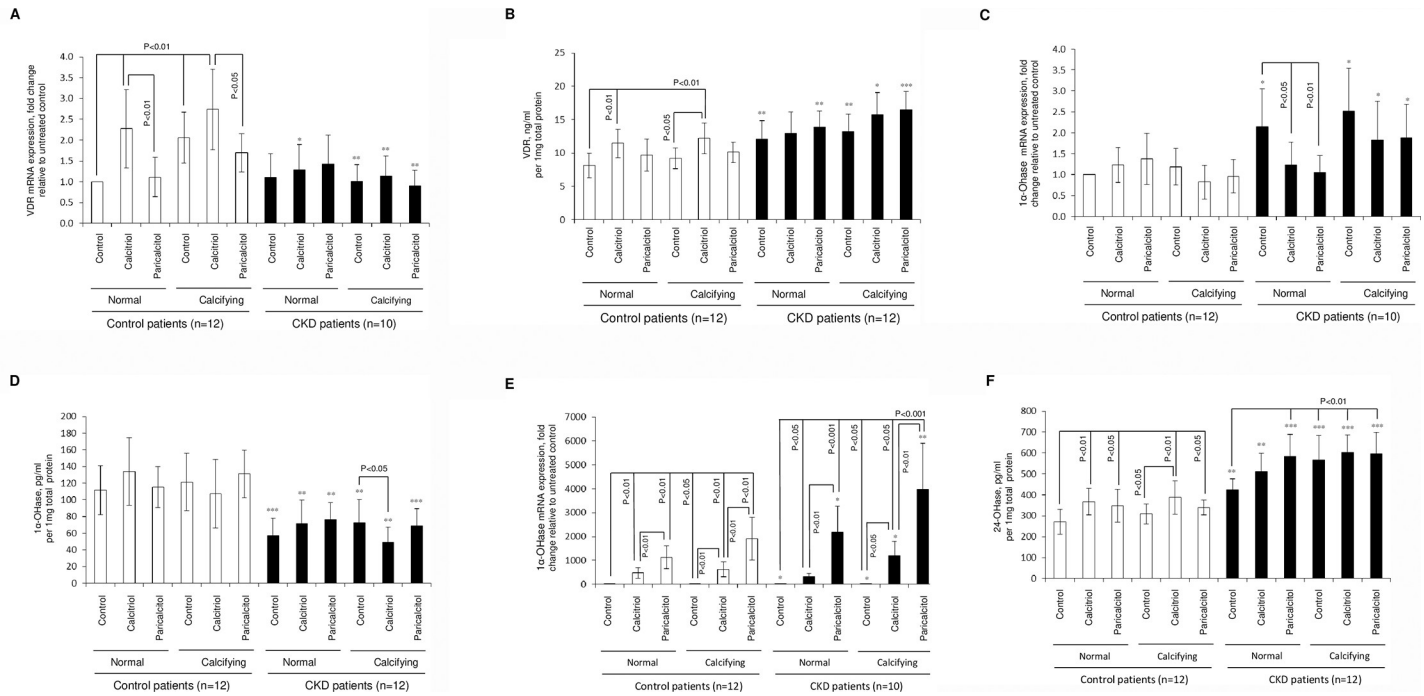 A
VDR mRNA expression, fold change
relative to untreated control
4.0
3.5
3.0
2.5
2.0
1.5
1.0
0.5
0.0
P<0.01
P<0.01
P<0.05
*
**
**
**
Control
Calcitriol
Paricalcitol
Control
Calcitriol
Paricalcitol
Control
Calcitriol
Paricalcitol
Control
Calcitriol
Paricalcitol
Normal
Calcifying
Normal
Calcifying
Control patients (n=12)
CKD patients (n=10)
B
VDR, ng/ml
per 1mg total protein
25
20
15
10
5
0
P<0.01
P<0.01
P<0.05
**
**
**
*
***
Control
Calcitriol
Paricalcitol
Control
Calcitriol
Paricalcitol
Control
Calcitriol
Paricalcitol
Control
Calcitriol
Paricalcitol
Normal
Calcifying
Normal
Calcifying
Control patients (n=12)
CKD patients (n=12)
C
1α-Ohase mRNA expression, fold
change relative to untreated control
4.0
3.5
3.0
2.5
2.0
1.5
1.0
0.5
0.0
*
P<0.05
P<0.01
*
*
*
Control
Calcitriol
Paricalcitol
Control
Calcitriol
Paricalcitol
Control
Calcitriol
Paricalcitol
Control
Calcitriol
Paricalcitol
Normal
Calcifying
Normal
Calcifying
Control patients (n=12)
CKD patients (n=10)
D
1α-OHase, pg/ml
per 1mg total protein
200
180
160
140
120
100
80
60
40
20
0
P<0.05
***
**
**
**
**
***
Control
Calcitriol
Paricalcitol
Control
Calcitriol
Paricalcitol
Control
Calcitriol
Paricalcitol
Control
Calcitriol
Paricalcitol
Normal
Calcifying
Normal
Calcifying
Control patients (n=12)
CKD patients (n=12)
E
1α-OHase mRNA expression, fold
change relative to untreated control
7000
6000
5000
4000
3000
2000
1000
0
P<0.01
P<0.01
P<0.05
P<0.01
P<0.01
P<0.01
P<0.01
P<0.01
P<0.001
P<0.05
P<0.001
P<0.05
P<0.05
P<0.01
P<0.01
P<0.05
*
*
*
*
**
Control
Calcitriol
Paricalcitol
Control
Calcitriol
Paricalcitol
Control
Calcitriol
Paricalcitol
Control
Calcitriol
Paricalcitol
Normal
Calcifying
Normal
Calcifying
Control patients (n=12)
CKD patients (n=10)
F
24-OHase, pg/ml
per 1mg total protein
800
700
600
500
400
300
200
100
0
P<0.01
P<0.05
P<0.05
P<0.01
P<0.05
P<0.01
**
**
***
***
***
***
Control
Calcitriol
Paricalcitol
Control
Calcitriol
Paricalcitol
Control
Calcitriol
Paricalcitol
Control
Calcitriol
Paricalcitol
Normal
Calcifying
Normal
Calcifying
Control patients (n=12)
CKD patients (n=12)